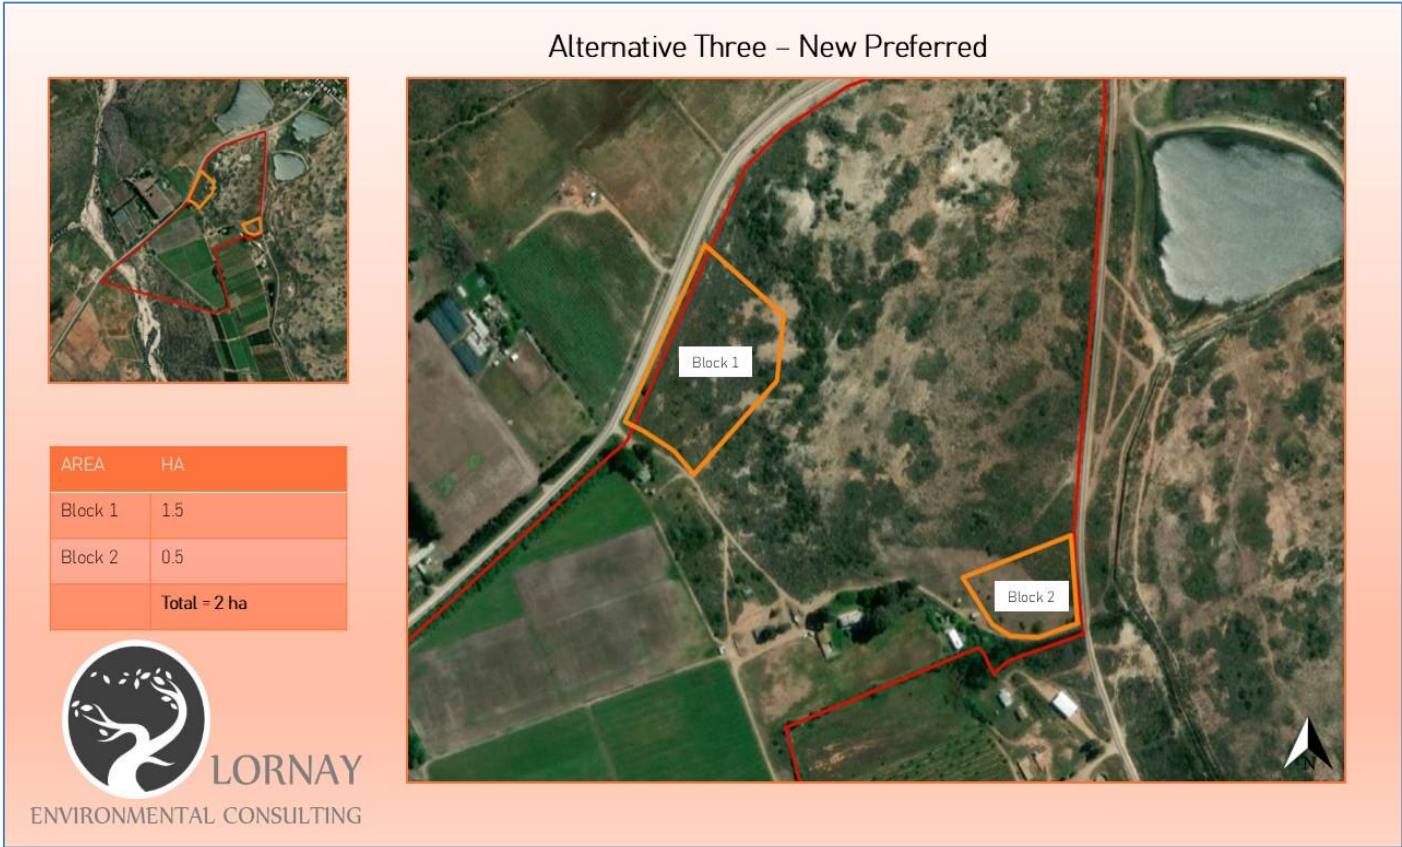 Alternative Three – New Preferred
Block 1
Block 2
N
AREA HA
Block 1 1.5
Block 2 0.5
Total = 2 ha
LORNAY
ENVIRONMENTAL CONSULTING